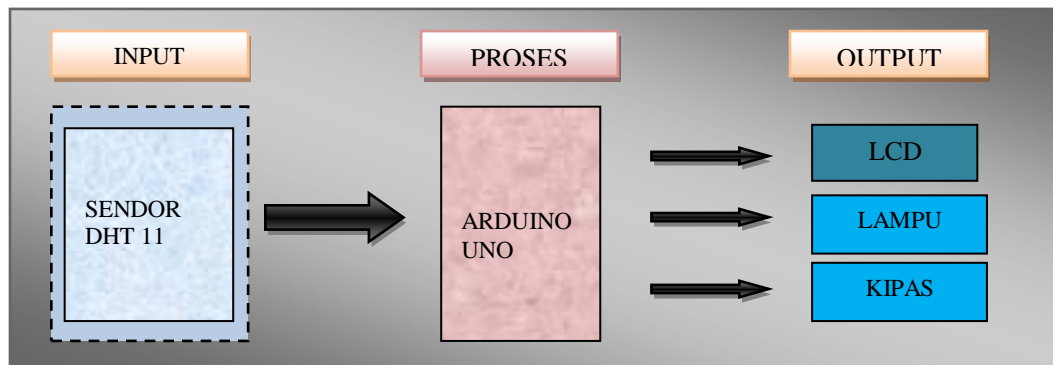 INPUT
PROSES
OUTPUT
SENDOR
DHT 11
ARDUINO
UNO
LCD
LAMPU
KIPAS